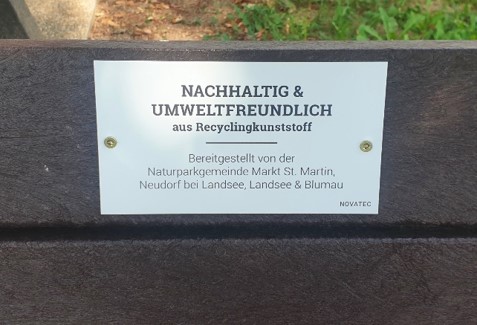 NACHHALTIG &
UMWELTFREUNDLICH
aus Recyclingkunststoff
Bereitgestellt von der
Naturparkgemeinde Markt St. Martin,
Neudorf bei Landsee, Landsee & Blumau
NOVATEC